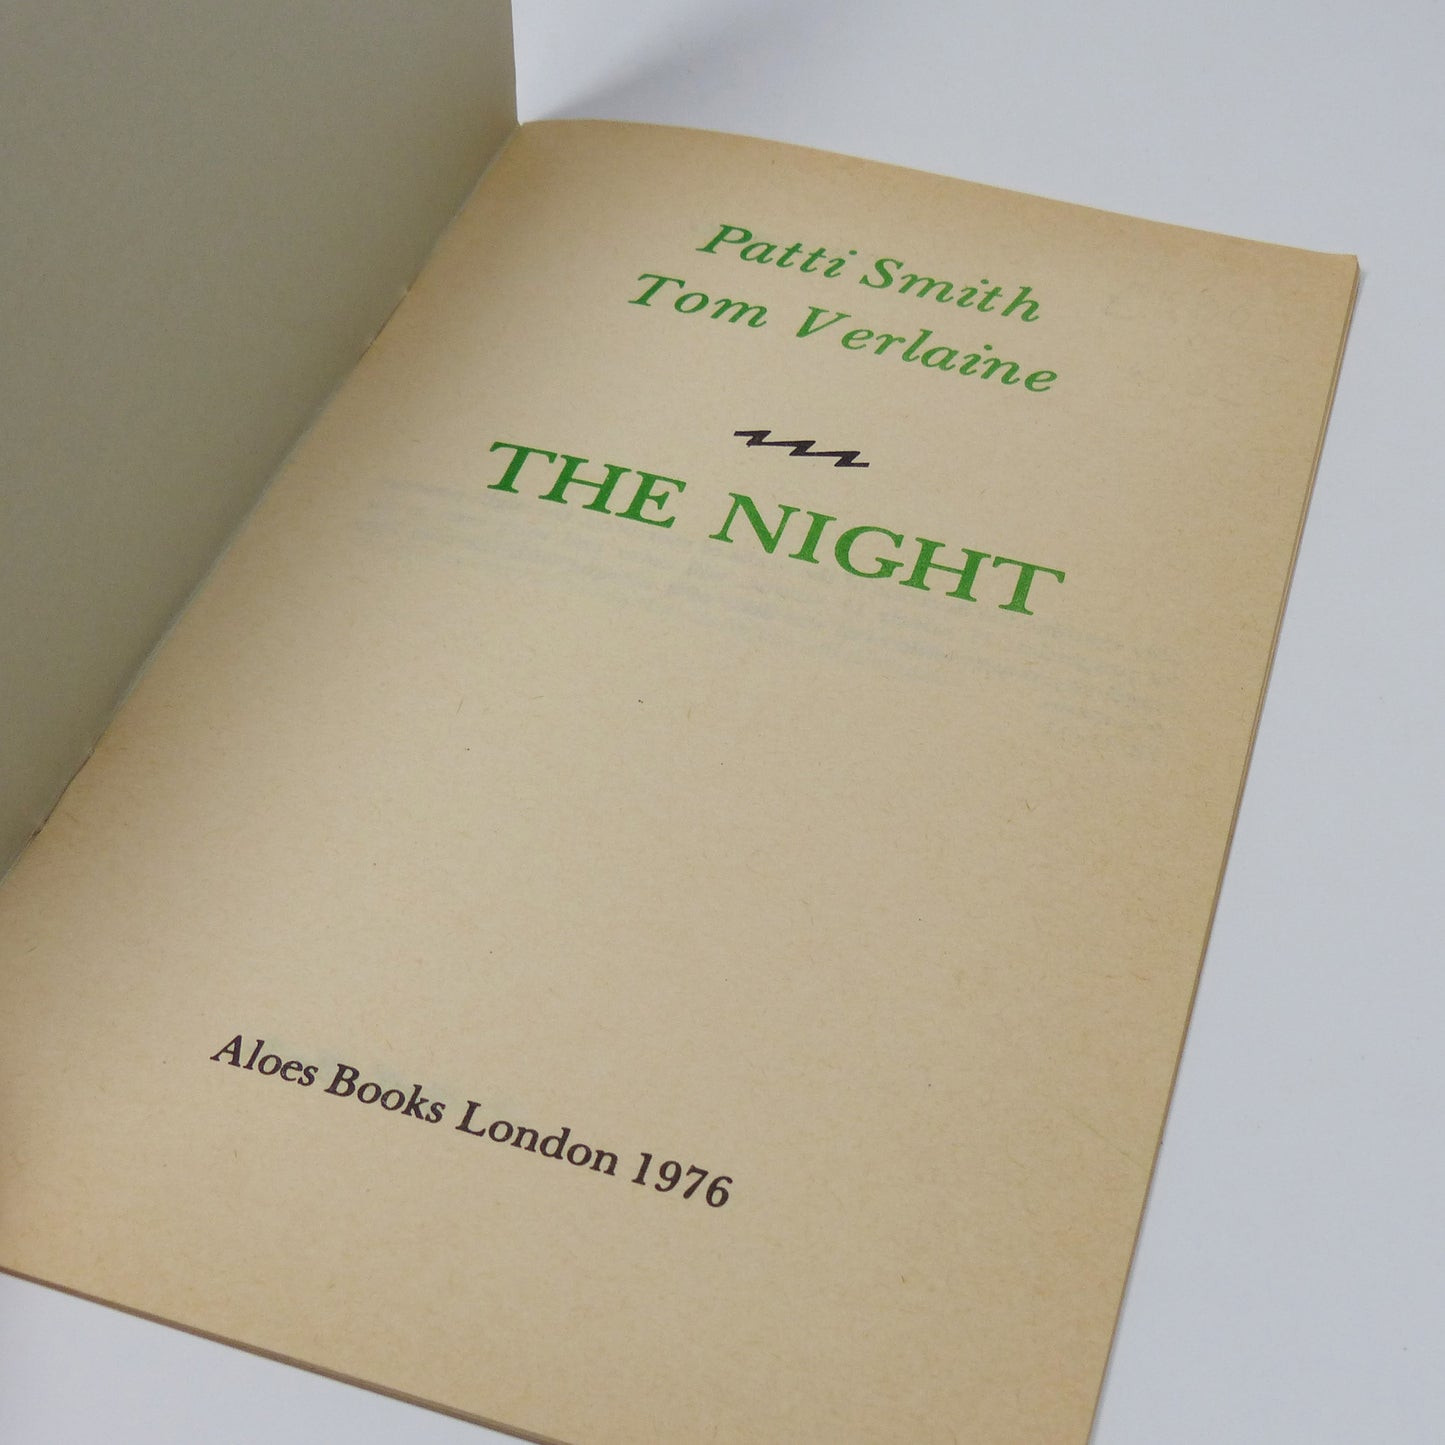 Patti Smith
Tom Verlaine
THE NIGHT
Aloes Books London 1976